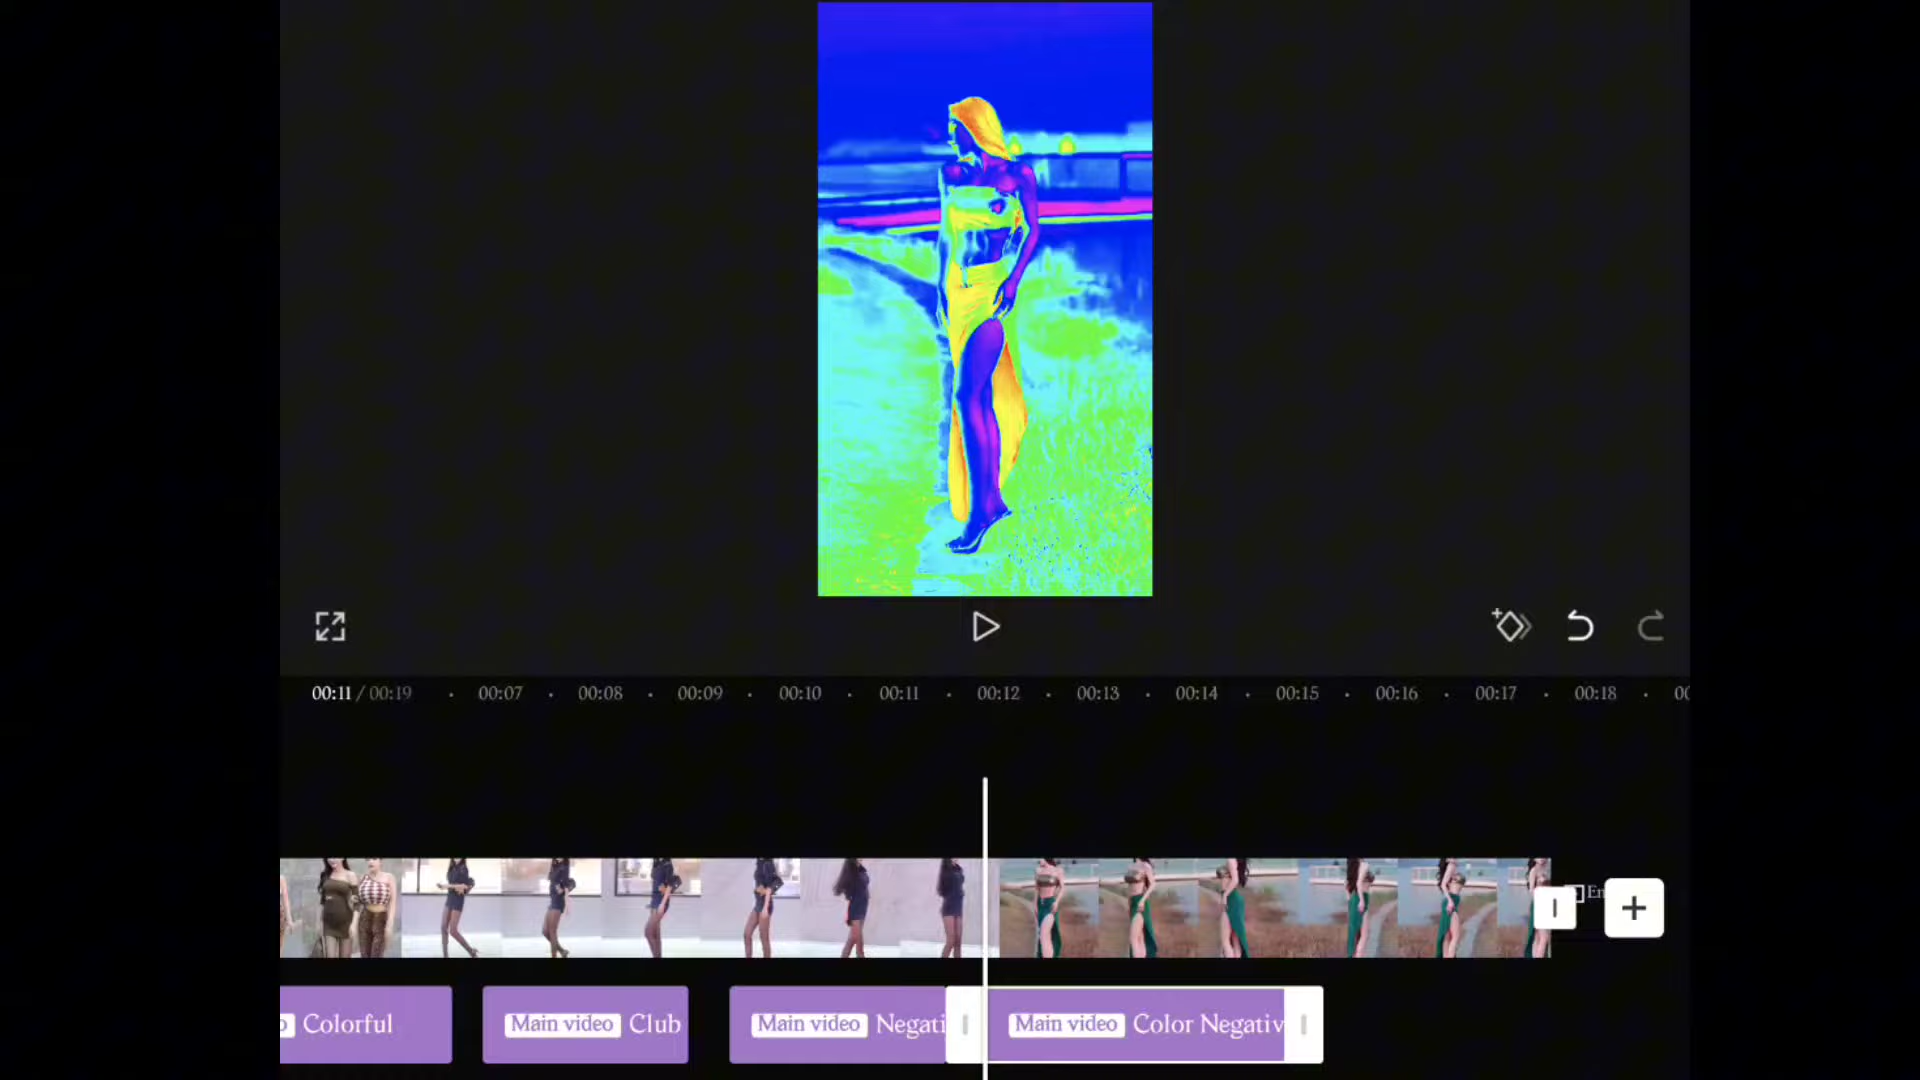 00:11 / 00:19 00:07 00:08 00:09 00:10 00:11 00:12 00:13 00:14 00:15 00:16 00:17 00:18
Colorful
Main video Club
Main video Negati
Main video Color Negativ